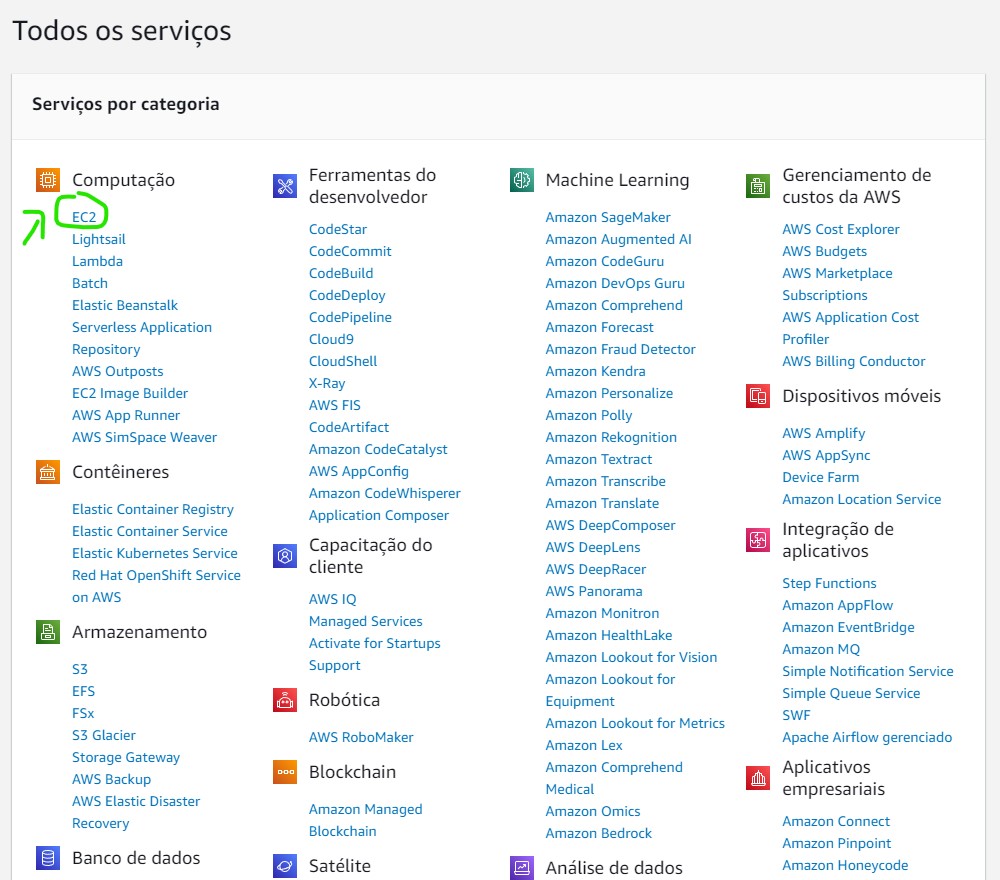 Todos os serviços
Serviços por categoria
Computação
EC2
Lightsail
Lambda
Batch
Elastic Beanstalk
Serverless Application
Repository
AWS Outposts
EC2 Image Builder
AWS App Runner
AWS SimSpace Weaver
Contêineres
Elastic Container Registry
Elastic Container Service
Elastic Kubernetes Service
Red Hat OpenShift Service
on AWS
Armazenamento
S3
EFS
FSx
S3 Glacier
Storage Gateway
AWS Backup
AWS Elastic Disaster
Recovery
Banco de dados
Ferramentas do
desenvolvedor
CodeStar
CodeCommit
CodeBuild
CodeDeploy
CodePipeline
Cloud9
CloudShell
X-Ray
AWS FIS
CodeArtifact
Amazon CodeCatalyst
AWS AppConfig
Amazon CodeWhisperer
Application Composer
Capacitação do
cliente
AWS IQ
Managed Services
Activate for Startups
Support
Robótica
AWS RoboMaker
Blockchain
Amazon Managed
Blockchain
Satélite
Machine Learning
Amazon SageMaker
Amazon Augmented AI
Amazon CodeGuru
Amazon DevOps Guru
Amazon Comprehend
Amazon Forecast
Amazon Fraud Detector
Amazon Kendra
Amazon Personalize
Amazon Polly
Amazon Rekognition
Amazon Textract
Amazon Transcribe
Amazon Translate
AWS DeepComposer
AWS DeepLens
AWS DeepRacer
AWS Panorama
Amazon Monitron
Amazon HealthLake
Amazon Lookout for Vision
Amazon Lookout for
Equipment
Amazon Lookout for Metrics
Amazon Lex
Amazon Comprehend
Medical
Amazon Omics
Amazon Bedrock
Análise de dados
Gerenciamento de
custos da AWS
AWS Cost Explorer
AWS Budgets
AWS Marketplace
Subscriptions
AWS Application Cost
Profiler
AWS Billing Conductor
Dispositivos móveis
AWS Amplify
AWS AppSync
Device Farm
Amazon Location Service
Integração de
aplicativos
Step Functions
Amazon AppFlow
Amazon EventBridge
Amazon MQ
Simple Notification Service
Simple Queue Service
SWF
Apache Airflow gerenciado
Aplicativos
empresariais
Amazon Connect
Amazon Pinpoint
Amazon Honeycode